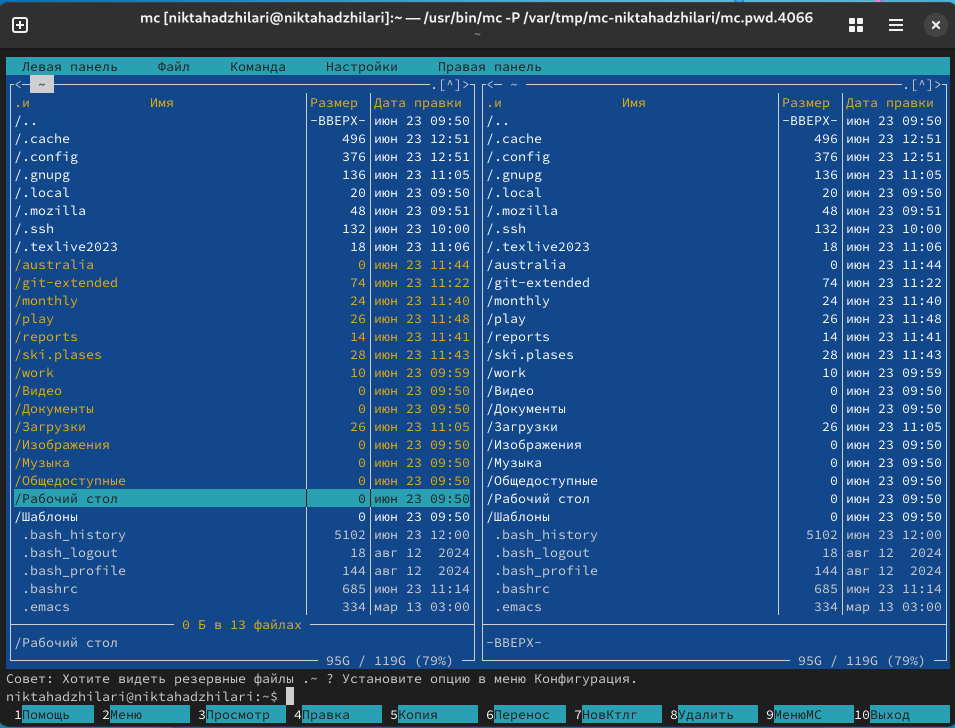 mc [niktahadzhilari@niktahadzhilari]:~ — /usr/bin/mc -P /var/tmp/mc-niktahadzhilari/mc.pwd.4066
~
Левая панель Файл Команда Настройки Правая панель
<─ ~ .[^]> <─ ~ .[^]>
.и Имя Размер Дата правки .и Имя Размер Дата правки
/.. -ВВЕРХ- июн 23 09:50 /.. -ВВЕРХ- июн 23 09:50
/.cache 496 июн 23 12:51 /.cache 496 июн 23 12:51
/.config 376 июн 23 12:51 /.config 376 июн 23 12:51
/.gnupg 136 июн 23 11:05 /.gnupg 136 июн 23 11:05
/.local 20 июн 23 09:50 /.local 20 июн 23 09:50
/.mozilla 48 июн 23 09:51 /.mozilla 48 июн 23 09:51
/.ssh 132 июн 23 10:00 /.ssh 132 июн 23 10:00
/.texlive2023 18 июн 23 11:06 /.texlive2023 18 июн 23 11:06
/australia 0 июн 23 11:44 /australia 0 июн 23 11:44
/git-extended 74 июн 23 11:22 /git-extended 74 июн 23 11:22
/monthly 24 июн 23 11:40 /monthly 24 июн 23 11:40
/play 26 июн 23 11:48 /play 26 июн 23 11:48
/reports 14 июн 23 11:41 /reports 14 июн 23 11:41
/ski.plases 28 июн 23 11:43 /ski.plases 28 июн 23 11:43
/work 10 июн 23 09:59 /work 10 июн 23 09:59
/Видео 0 июн 23 09:50 /Видео 0 июн 23 09:50
/Документы 0 июн 23 09:50 /Документы 0 июн 23 09:50
/Загрузки 26 июн 23 11:05 /Загрузки 26 июн 23 11:05
/Изображения 0 июн 23 09:50 /Изображения 0 июн 23 09:50
/Музыка 0 июн 23 09:50 /Музыка 0 июн 23 09:50
/Общедоступные 0 июн 23 09:50 /Общедоступные 0 июн 23 09:50
/Рабочий стол 0 июн 23 09:50 /Рабочий стол 0 июн 23 09:50
/Шаблоны 0 июн 23 09:50 /Шаблоны 0 июн 23 09:50
.bash_history 5102 июн 23 12:00 .bash_history 5102 июн 23 12:00
.bash_logout 18 авг 12 2024 .bash_logout 18 авг 12 2024
.bash_profile 144 авг 12 2024 .bash_profile 144 авг 12 2024
.bashrc 685 июн 23 11:14 .bashrc 685 июн 23 11:14
.emacs 334 мар 13 03:00 .emacs 334 мар 13 03:00
0 Б в 13 файлах
/Рабочий стол -ВВЕРХ-
95G / 119G (79%) 95G / 119G (79%)
Совет: Хотите видеть резервные файлы .~ ? Установите опцию в меню Конфигурация.
niktahadzhilari@niktahadzhilari:~$
1Помощь 2Меню 3Просмотр 4Правка 5Копия 6Перенос 7НовКтлг 8Удалить 9МенюМС 10Выход